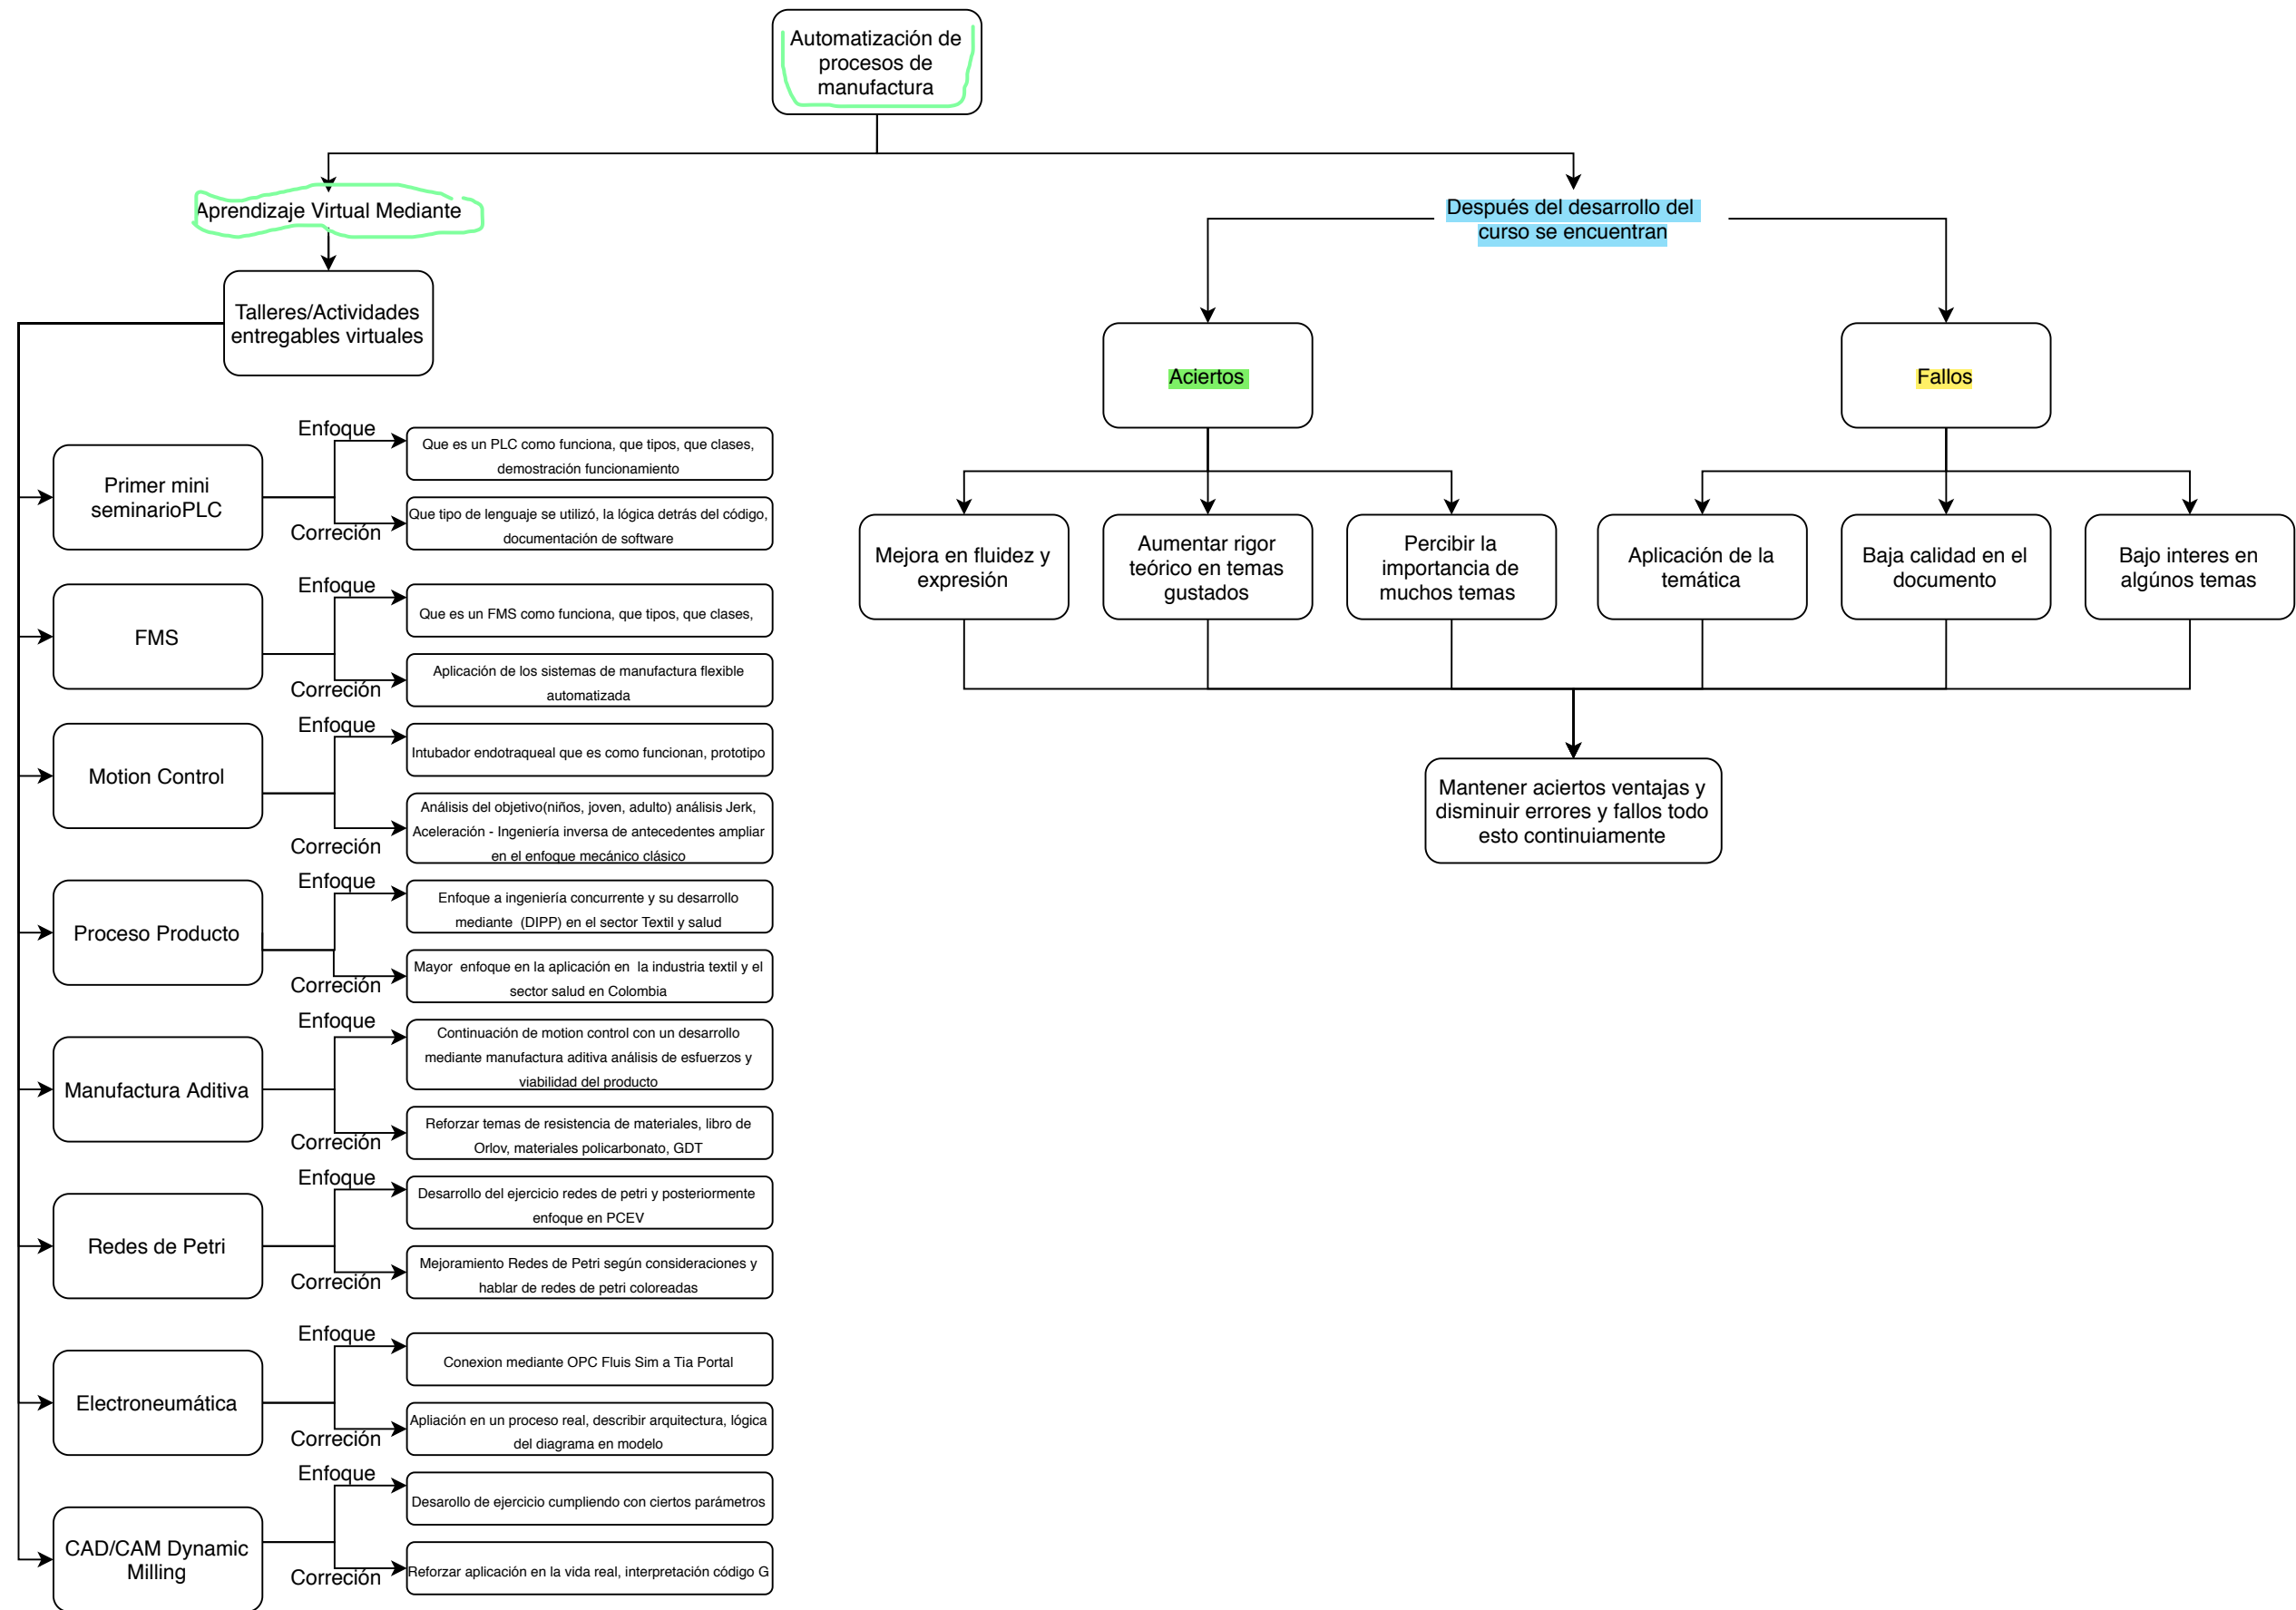 Automatización de
procesos de
manufactura
Aprendizaje Virtual Mediante
Talleres/Actividades
entregables virtuales
Primer mini
seminarioPLC
Enfoque
Que es un PLC como funciona, que tipos, que clases,
demostración funcionamiento
Correción
Que tipo de lenguaje se utilizó, la lógica detrás del código,
documentación de software
FMS
Enfoque
Que es un FMS como funciona, que tipos, que clases,
Correción
Aplicación de los sistemas de manufactura flexible
automatizada
Motion Control
Enfoque
Intubador endotraqueal que es como funcionan, prototipo
Correción
Análisis del objetivo(niños, joven, adulto) análisis Jerk,
Aceleración - Ingeniería inversa de antecedentes ampliar
en el enfoque mecánico clásico
Proceso Producto
Enfoque
Enfoque a ingeniería concurrente y su desarrollo
mediante (DIPP) en el sector Textil y salud
Correción
Mayor enfoque en la aplicación en la industria textil y el
sector salud en Colombia
Manufactura Aditiva
Enfoque
Continuación de motion control con un desarrollo
mediante manufactura aditiva análisis de esfuerzos y
viabilidad del producto
Correción
Reforzar temas de resistencia de materiales, libro de
Orlov, materiales policarbonato, GDT
Redes de Petri
Enfoque
Desarrollo del ejercicio redes de petri y posteriormente
enfoque en PCEV
Correción
Mejoramiento Redes de Petri según consideraciones y
hablar de redes de petri coloreadas
Electroneumática
Enfoque
Conexion mediante OPC Fluis Sim a Tia Portal
Correción
Apliación en un proceso real, describir arquitectura, lógica
del diagrama en modelo
CAD/CAM Dynamic
Milling
Enfoque
Desarollo de ejercicio cumpliendo con ciertos parámetros
Correción
Reforzar aplicación en la vida real, interpretación código G
Después del desarrollo del
curso se encuentran
Aciertos
Mejora en fluidez y
expresión
Aumentar rigor
teórico en temas
gustados
Percibir la
importancia de
muchos temas
Fallos
Aplicación de la
temática
Baja calidad en el
documento
Bajo interes en
algúnos temas
Mantener aciertos ventajas y
disminuir errores y fallos todo
esto continuiamente